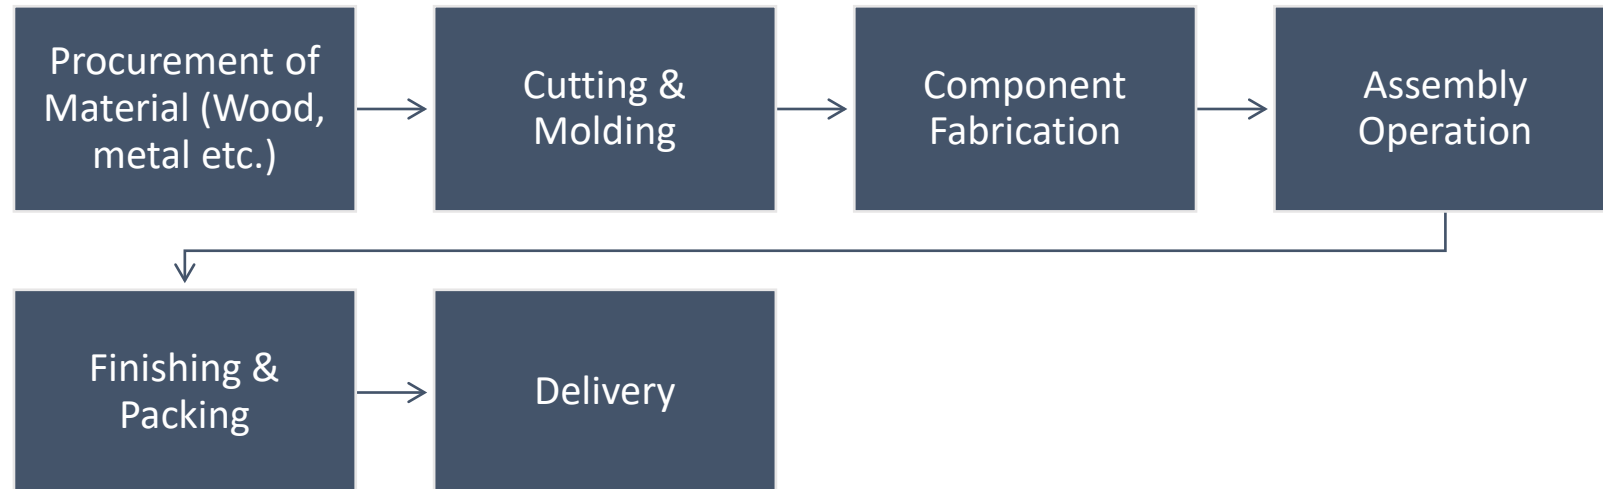 Procurement of
Material (Wood,
metal etc.)
Cutting &
Molding
Component
Fabrication
Assembly
Operation
Finishing &
Packing
Delivery